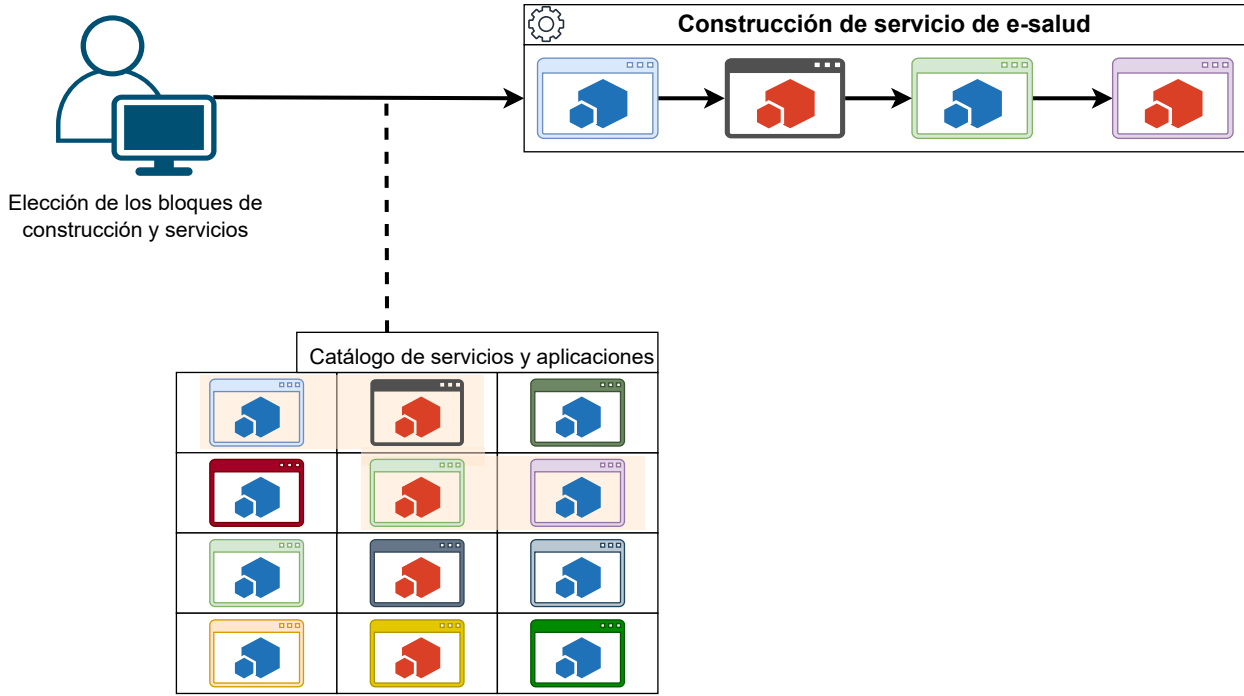 Construcción de servicio de e-salud
Elección de los bloques de
construcción y servicios
Catálogo de servicios y aplicaciones